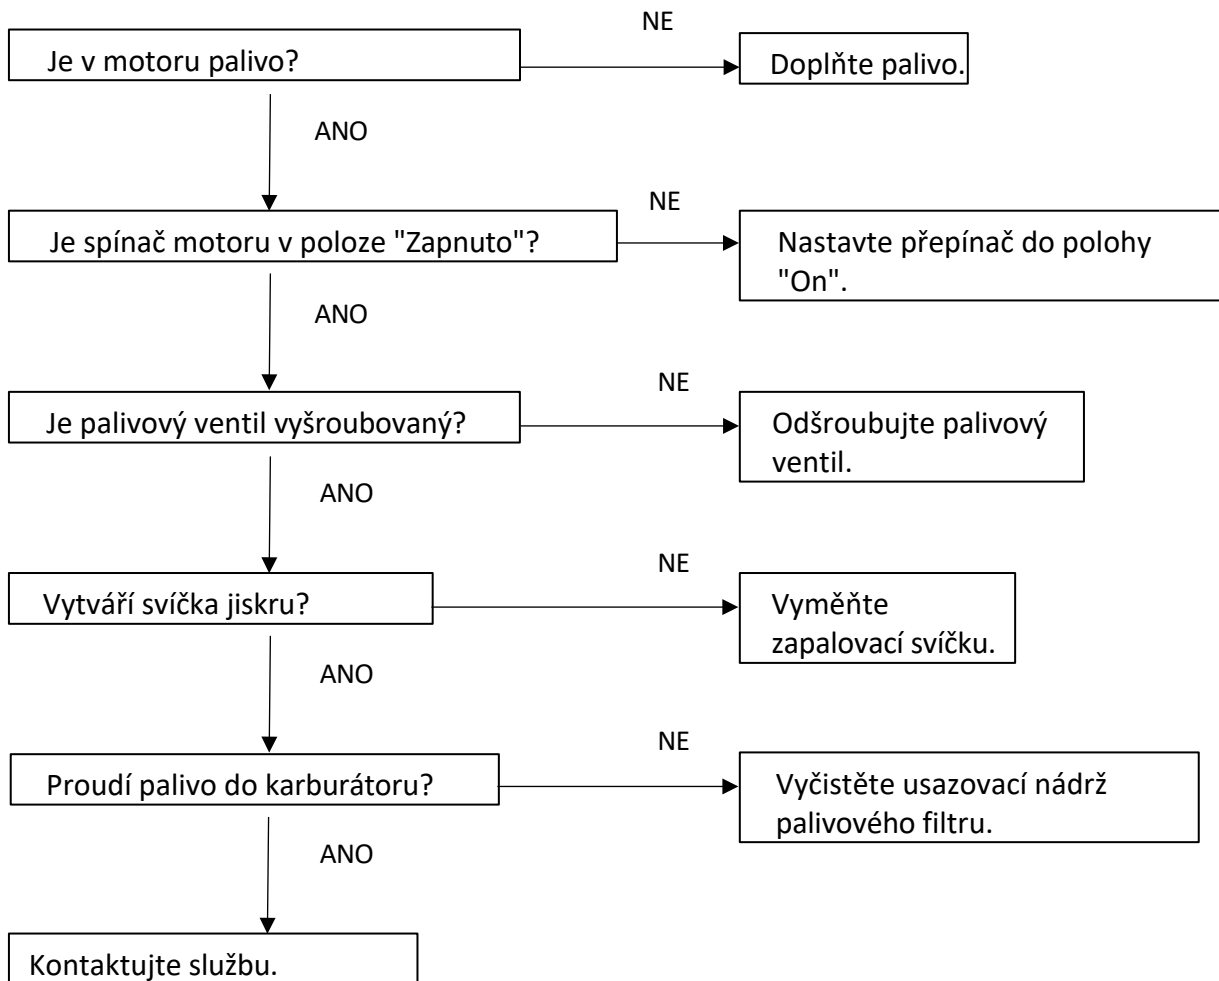 NE
Je v motoru palivo?
Doplňte palivo.
ANO
NE
Je spínač motoru v poloze "Zapnuto"?
Nastavte přepínač do polohy
"On".
ANO
NE
Je palivový ventil vyšroubovaný?
Odšroubujte palivový
ventil.
ANO
NE
Vytváří svíčka jiskru?
Vyměňte
zapalovací svíčku.
ANO
NE
Proudí palivo do karburátoru?
Vyčistěte usazovací nádrž
palivového filtru.
ANO
Kontaktujte službu.